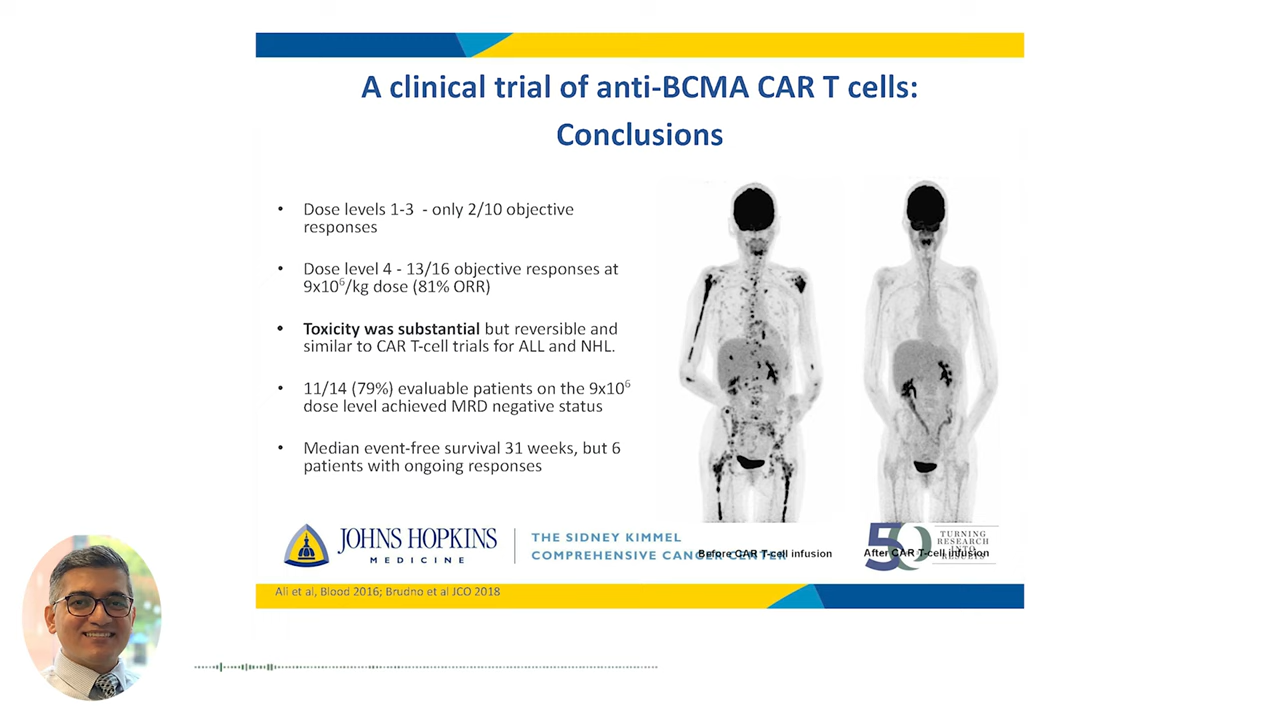 A clinical trial of anti-BCMA CAR T cells:
Conclusions
• Dose levels 1-3 - only 2/10 objective
responses
• Dose level 4 - 13/16 objective responses at
9x10⁶/kg dose (81% ORR)
• Toxicity was substantial but reversible and
similar to CAR T-cell trials for ALL and NHL.
• 11/14 (79%) evaluable patients on the 9x10⁶
dose level achieved MRD negative status
• Median event-free survival 31 weeks, but 6
patients with ongoing responses
JOHNS HOPKINS
MEDICINE
THE SIDNEY KIMMEL
COMPREHENSIVE CANCER CENTER
Before CAR T-cell infusion
50
TURNING
RESEARCH
INTO
RESULTS
After CAR T-cell infusion
Ali et al, Blood 2016; Brudno et al JCO 2018